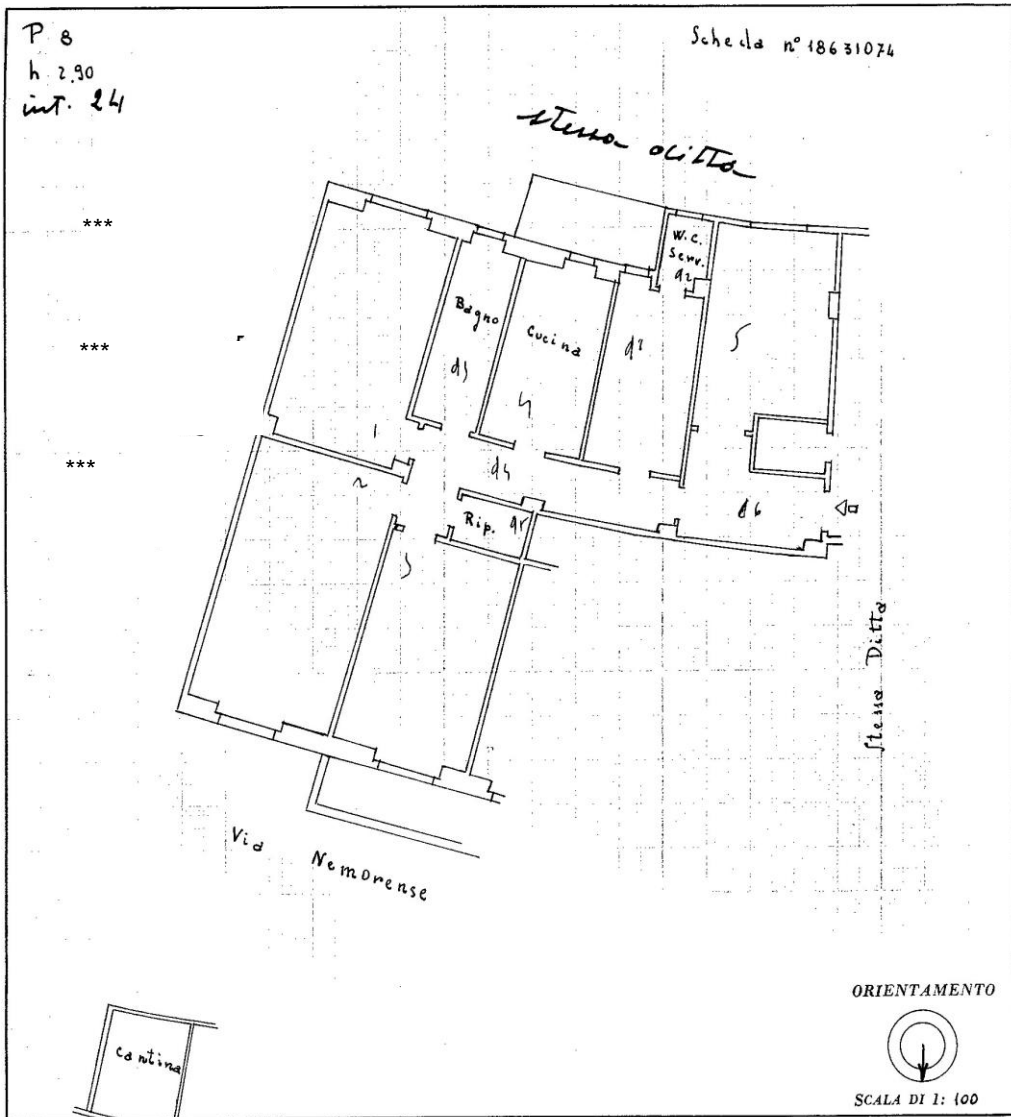 P 8
Scheda n° 18631074
h 2.90
int. 24
stessa ditta
***
***
***
W.C.
Serv.
Bagno
Cucina
Rip.
Stessa Ditta
Via Nemorense
Cantina
ORIENTAMENTO
SCALA DI 1: 100